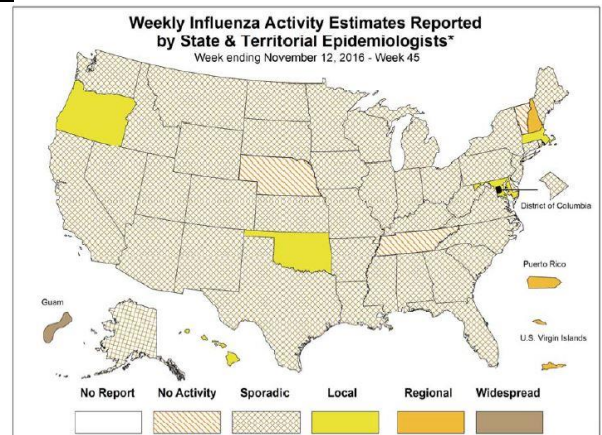 Weekly Influenza Activity Estimates Reported
by State & Territorial Epidemiologists*
Week ending November 12, 2016 - Week 45
District of Columbia
Puerto Rico
Guam
U.S. Virgin Islands
No Report No Activity Sporadic Local Regional Widespread